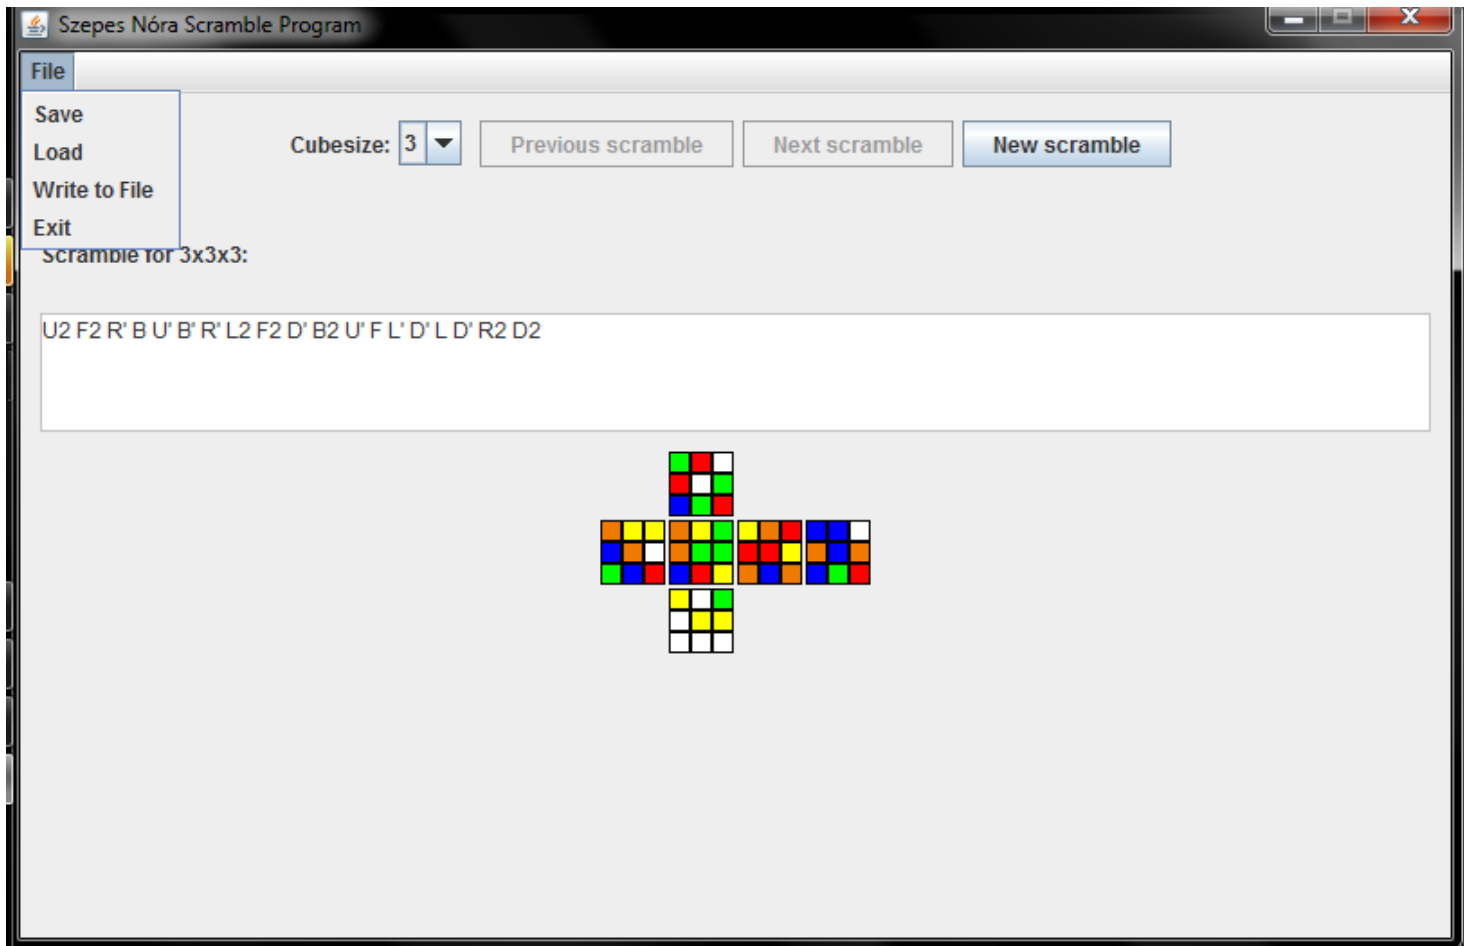 Szepes Nóra Scramble Program
File
Save
Load
Write to File
Exit
Cubesize: 3 Previous scramble Next scramble New scramble
Scramble for 3x3x3:
U2 F2 R' B U' B' R' L2 F2 D' B2 U' F L' D' L D' R2 D2